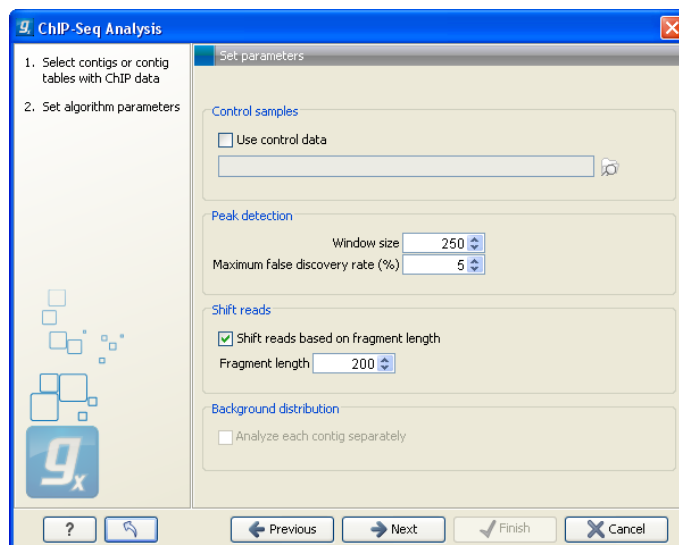 ChIP-Seq Analysis
1. Select contigs or contig
tables with ChIP data
2. Set algorithm parameters
Set parameters
Control samples
Use control data
Peak detection
Window size 250
Maximum false discovery rate (%) 5
Shift reads
Shift reads based on fragment length
Fragment length 200
Background distribution
Analyze each contig separately
gx
? Previous Next Finish Cancel